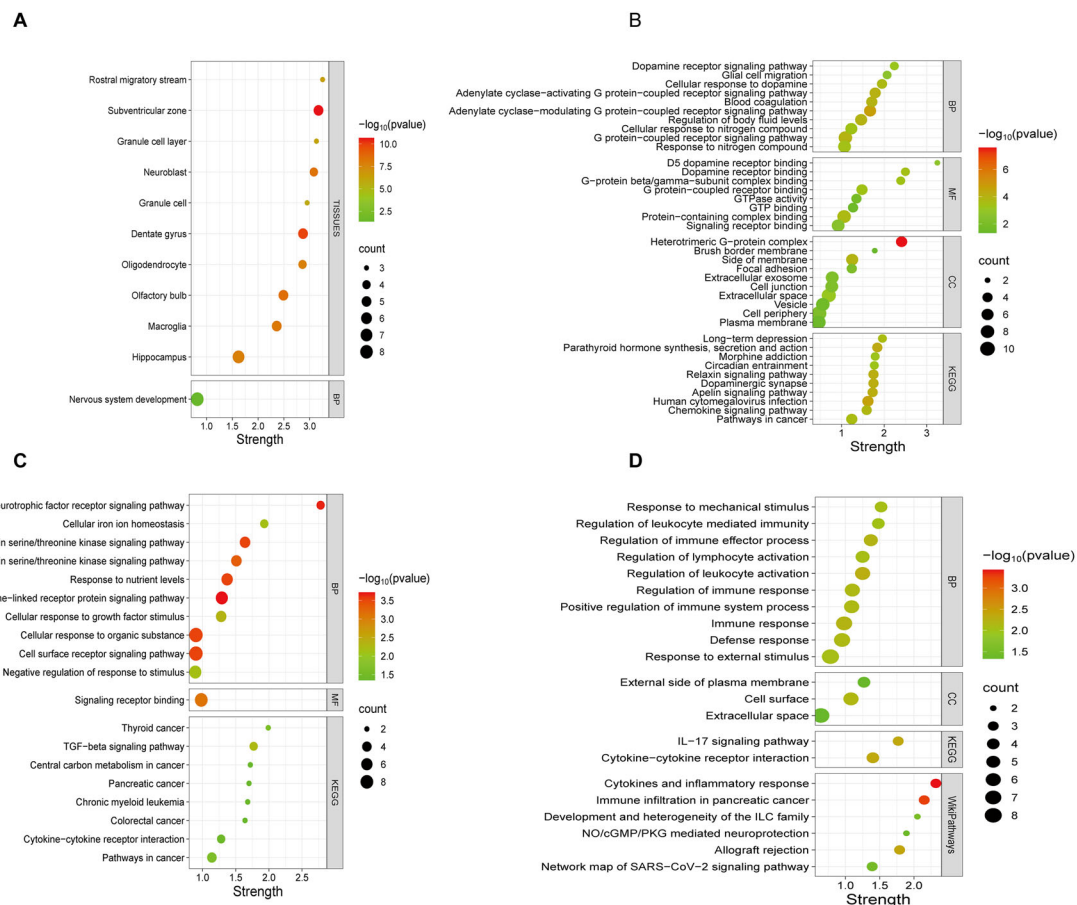 A
Rostral migratory stream
Subventricular zone
Granule cell layer
Neuroblast
Granule cell
Dentate gyrus
Oligodendrocyte
Olfactory bulb
Macroglia
Hippocampus
Nervous system development
TISSUES
BP
1.0 1.5 2.0 2.5 3.0
Strength
−log10(pvalue)
10.0
7.5
5.0
2.5
count
3
4
5
6
7
8
B
Dopamine receptor signaling pathway
Glial cell migration
Cellular response to dopamine
Adenylate cyclase−activating G protein−coupled receptor signaling pathway
Blood coagulation
Adenylate cyclase−modulating G protein−coupled receptor signaling pathway
Regulation of body fluid levels
Cellular response to nitrogen compound
G protein−coupled receptor signaling pathway
Response to nitrogen compound
D5 dopamine receptor binding
Dopamine receptor binding
G−protein beta/gamma−subunit complex binding
G protein−coupled receptor binding
GTPase activity
GTP binding
Protein−containing complex binding
Signaling receptor binding
Heterotrimeric G−protein complex
Brush border membrane
Side of membrane
Focal adhesion
Extracellular exosome
Cell junction
Extracellular space
Vesicle
Cell periphery
Plasma membrane
Long−term depression
Parathyroid hormone synthesis, secretion and action
Morphine addiction
Circadian entrainment
Relaxin signaling pathway
Dopaminergic synapse
Apelin signaling pathway
Human cytomegalovirus infection
Chemokine signaling pathway
Pathways in cancer
BP
MF
CC
KEGG
1 2 3
Strength
−log10(pvalue)
6
4
2
count
2
4
6
8
10
C
eurotrophic factor receptor signaling pathway
Cellular iron ion homeostasis
n serine/threonine kinase signaling pathway
n serine/threonine kinase signaling pathway
Response to nutrient levels
ne−linked receptor protein signaling pathway
Cellular response to growth factor stimulus
Cellular response to organic substance
Cell surface receptor signaling pathway
Negative regulation of response to stimulus
Signaling receptor binding
Thyroid cancer
TGF−beta signaling pathway
Central carbon metabolism in cancer
Pancreatic cancer
Chronic myeloid leukemia
Colorectal cancer
Cytokine−cytokine receptor interaction
Pathways in cancer
BP
MF
KEGG
1.0 1.5 2.0 2.5
Strength
−log10(pvalue)
3.5
3.0
2.5
2.0
1.5
count
2
4
6
8
D
Response to mechanical stimulus
Regulation of leukocyte mediated immunity
Regulation of immune effector process
Regulation of lymphocyte activation
Regulation of leukocyte activation
Regulation of immune response
Positive regulation of immune system process
Immune response
Defense response
Response to external stimulus
External side of plasma membrane
Cell surface
Extracellular space
IL−17 signaling pathway
Cytokine−cytokine receptor interaction
Cytokines and inflammatory response
Immune infiltration in pancreatic cancer
Development and heterogeneity of the ILC family
NO/cGMP/PKG mediated neuroprotection
Allograft rejection
Network map of SARS−CoV−2 signaling pathway
BP
CC
KEGG
WikiPathways
1.0 1.5 2.0
Strength
−log10(pvalue)
3.0
2.5
2.0
1.5
count
2
3
4
5
6
7
8